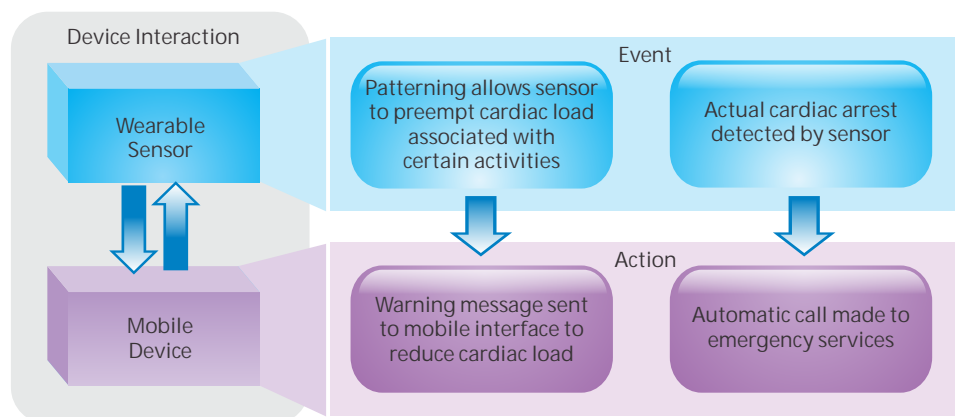 Device Interaction
Wearable
Sensor
Mobile
Device
Event
Patterning allows sensor
to preempt cardiac load
associated with
certain activities
Actual cardiac arrest
detected by sensor
Action
Warning message sent
to mobile interface to
reduce cardiac load
Automatic call made to
emergency services